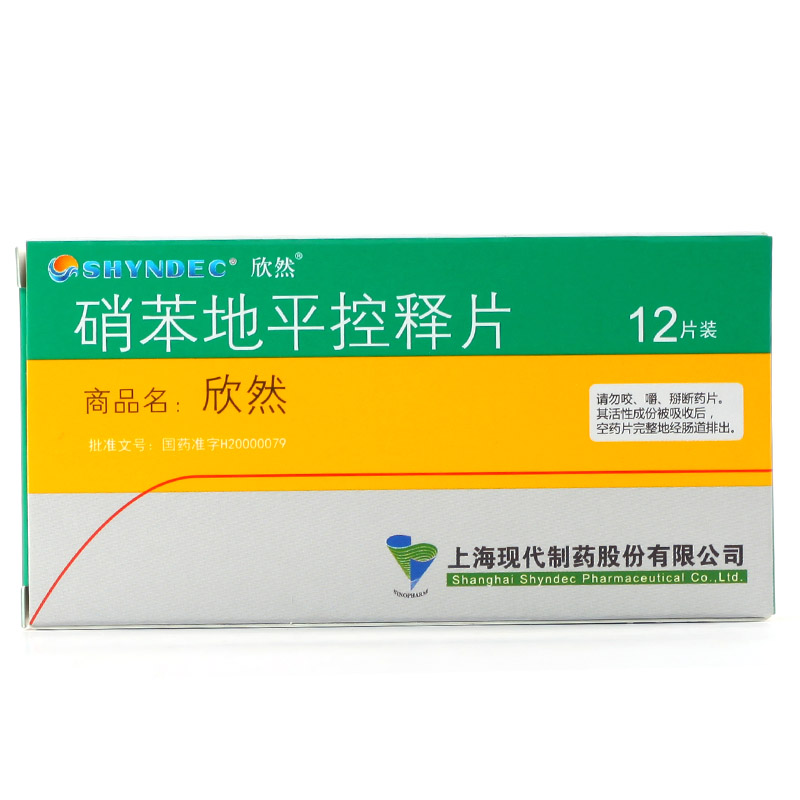 SHYNDEC® 欣然®
硝苯地平控释片 12片装
商品名：欣然
批准文号：国药准字H20000079
请勿咬、嚼、掰断药片。
其活性成份被吸收后，
空药片完整地经肠道排出。
SINOPHARM
上海现代制药股份有限公司
Shanghai Shyndec Pharmaceutical Co.,Ltd.